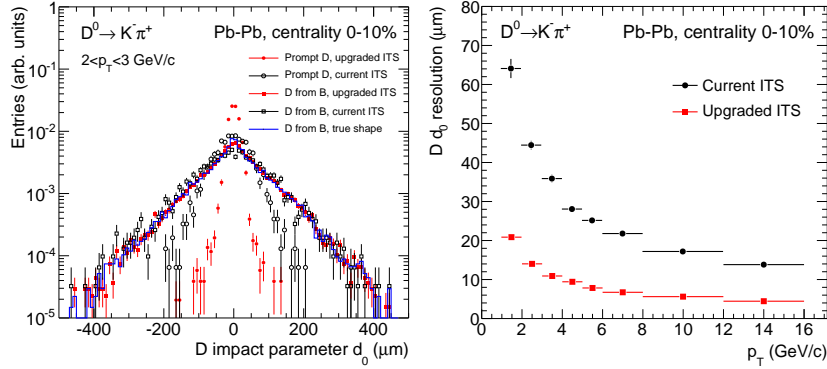 D⁰→K⁻π⁺ Pb-Pb, centrality 0-10%
2<p_T<3 GeV/c
Prompt D, upgraded ITS
Prompt D, current ITS
D from B, upgraded ITS
D from B, current ITS
D from B, true shape
Entries (arb. units)
1
10⁻¹
10⁻²
10⁻³
10⁻⁴
10⁻⁵
-400 -200 0 200 400
D impact parameter d₀ (μm)
D⁰→K⁻π⁺ Pb-Pb, centrality 0-10%
Current ITS
Upgraded ITS
D d₀ resolution (μm)
80
70
60
50
40
30
20
10
0
0 2 4 6 8 10 12 14 16
p_T (GeV/c)